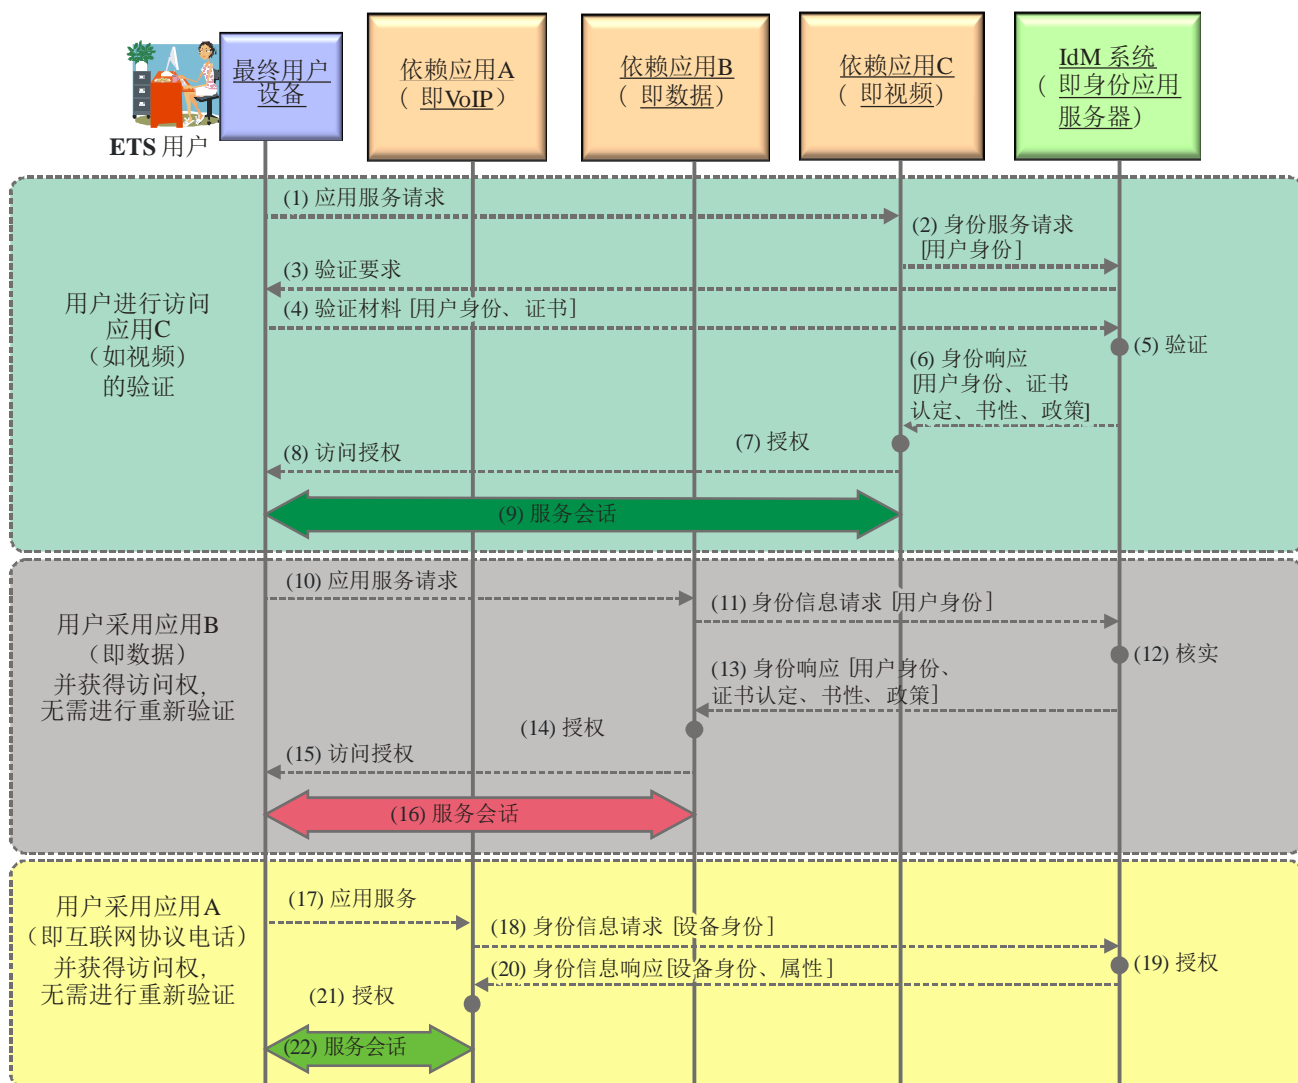 最终用户
设备
依赖应用A
（ 即VoIP）
依赖应用B
（ 即数据）
依赖应用C
（ 即视频）
IdM 系统
（ 即身份应用
服务器）
ETS 用户
用户进行访问
应用C
（如视频）
的验证
(1) 应用服务请求
(2) 身份服务请求
[用户身份]
(3) 验证要求
(4) 验证材料 [用户身份、证书]
(5) 验证
(6) 身份响应
[用户身份、证书
认定、书性、政策]
(7) 授权
(8) 访问授权
(9) 服务会话
用户采用应用B
（即数据）
并获得访问权,
无需进行重新验证
(10) 应用服务请求
(11) 身份信息请求 [用户身份]
(12) 核实
(13) 身份响应 [用户身份、
证书认定、书性、政策]
(14) 授权
(15) 访问授权
(16) 服务会话
用户采用应用A
（即互联网协议电话）
并获得访问权,
无需进行重新验证
(17) 应用服务
(18) 身份信息请求 [设备身份]
(19) 授权
(20) 身份信息响应 [设备身份、属性]
(21) 授权
(22) 服务会话